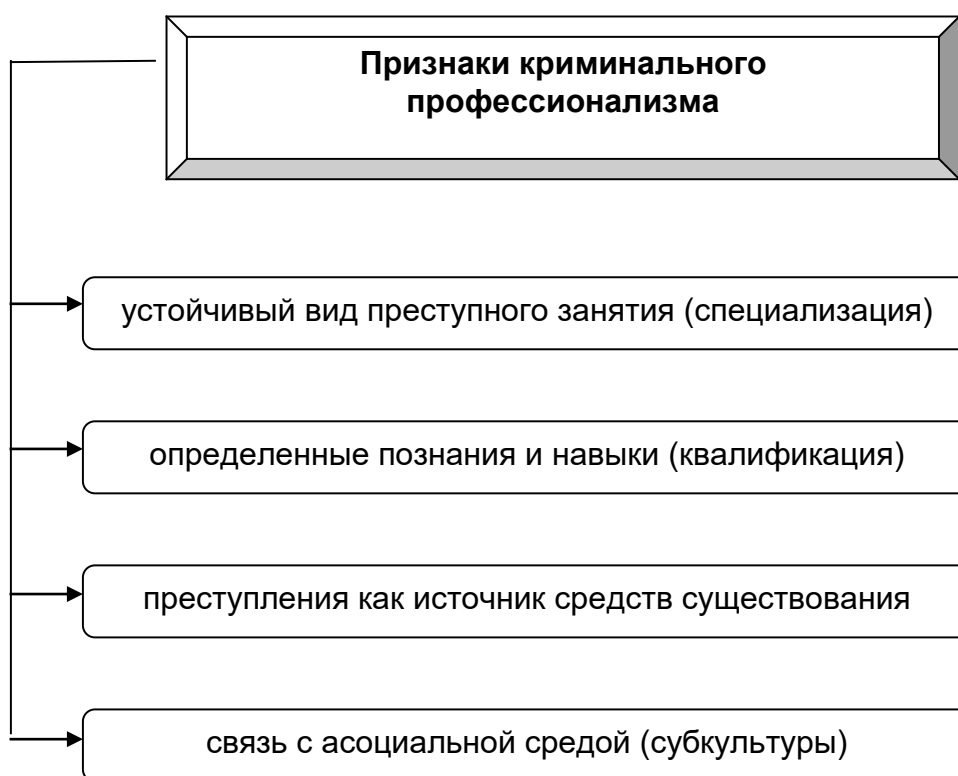 Признаки криминального
профессионализма
устойчивый вид преступного занятия (специализация)
определенные познания и навыки (квалификация)
преступления как источник средств существования
связь с асоциальной средой (субкультуры)